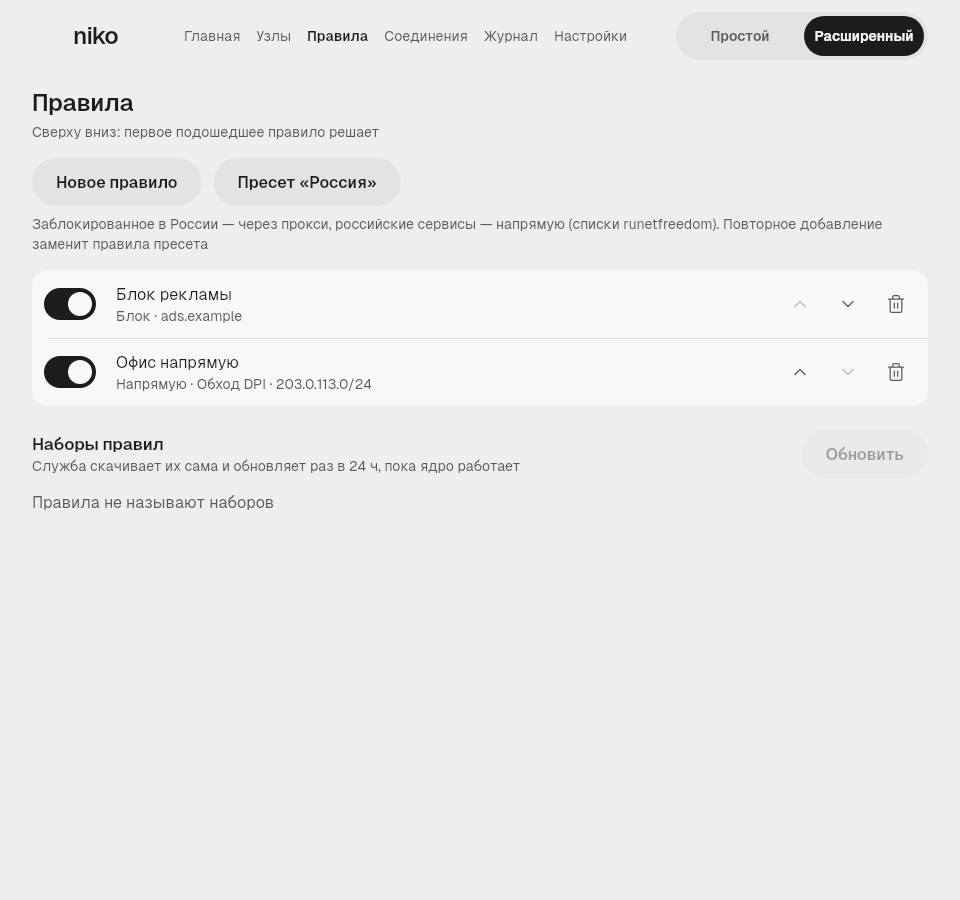 niko
Главная
Узлы
Правила
Соединения
Журнал
Настройки
Простой
Расширенный
Правила
Сверху вниз: первое подошедшее правило решает
Новое правило
Пресет «Россия»
Заблокированное в России — через прокси, российские сервисы — напрямую (списки runetfreedom). Повторное добавление
заменит правила пресета
Блок рекламы
Блок · ads.example
Офис напрямую
Напрямую · Обход DPI · 203.0.113.0/24
Наборы правил
Служба скачивает их сама и обновляет раз в 24 ч, пока ядро работает
Обновить
Правила не называют наборов